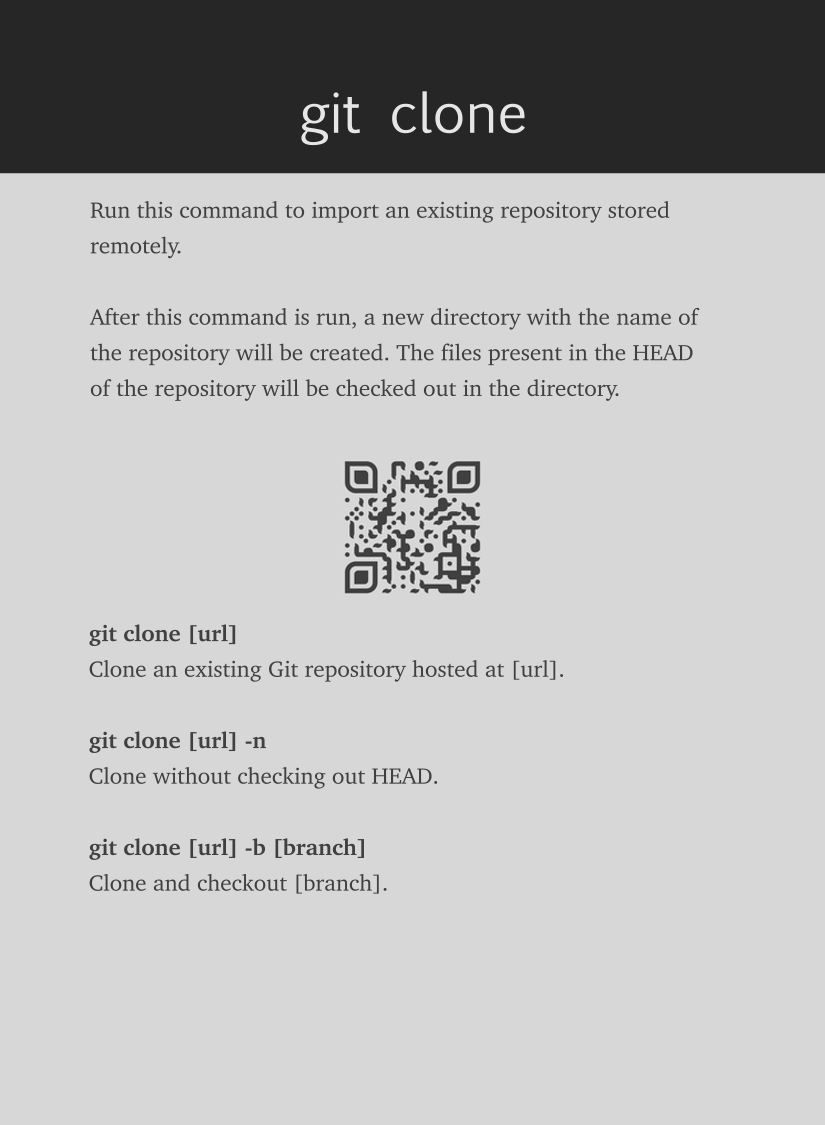 git clone
Run this command to import an existing repository stored
remotely.
After this command is run, a new directory with the name of
the repository will be created. The files present in the HEAD
of the repository will be checked out in the directory.
git clone [url]
Clone an existing Git repository hosted at [url].
git clone [url] -n
Clone without checking out HEAD.
git clone [url] -b [branch]
Clone and checkout [branch].